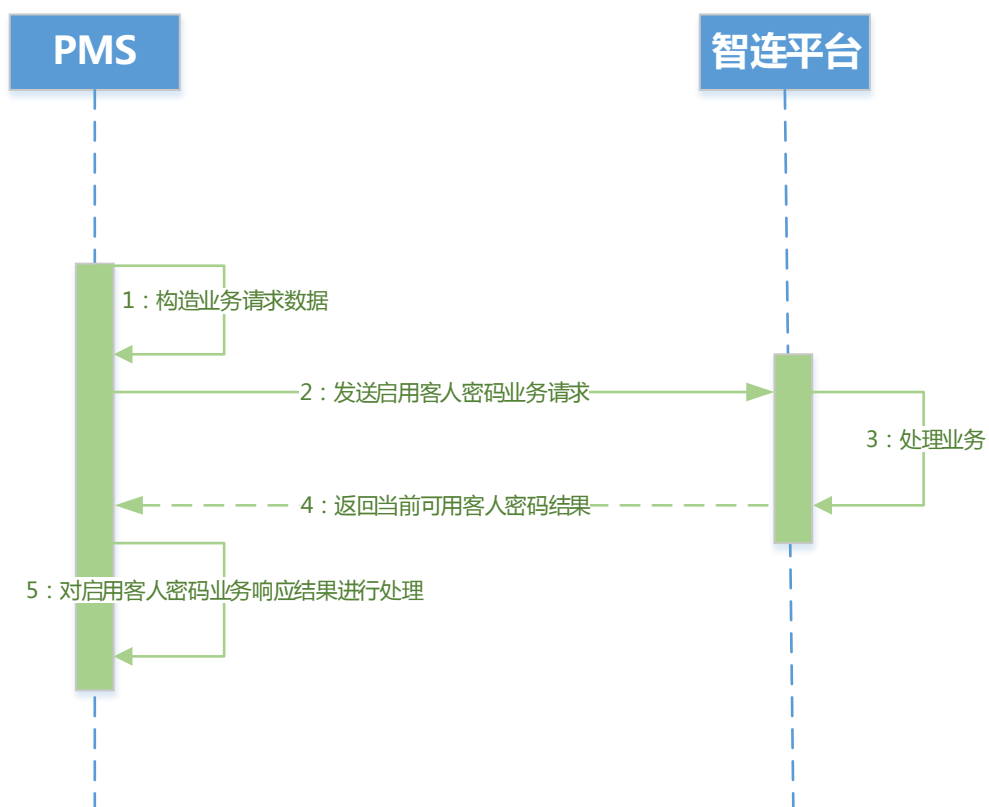 PMS
智连平台
1：构造业务请求数据
2：发送启用客人密码业务请求
3：处理业务
4：返回当前可用客人密码结果
5：对启用客人密码业务响应结果进行处理